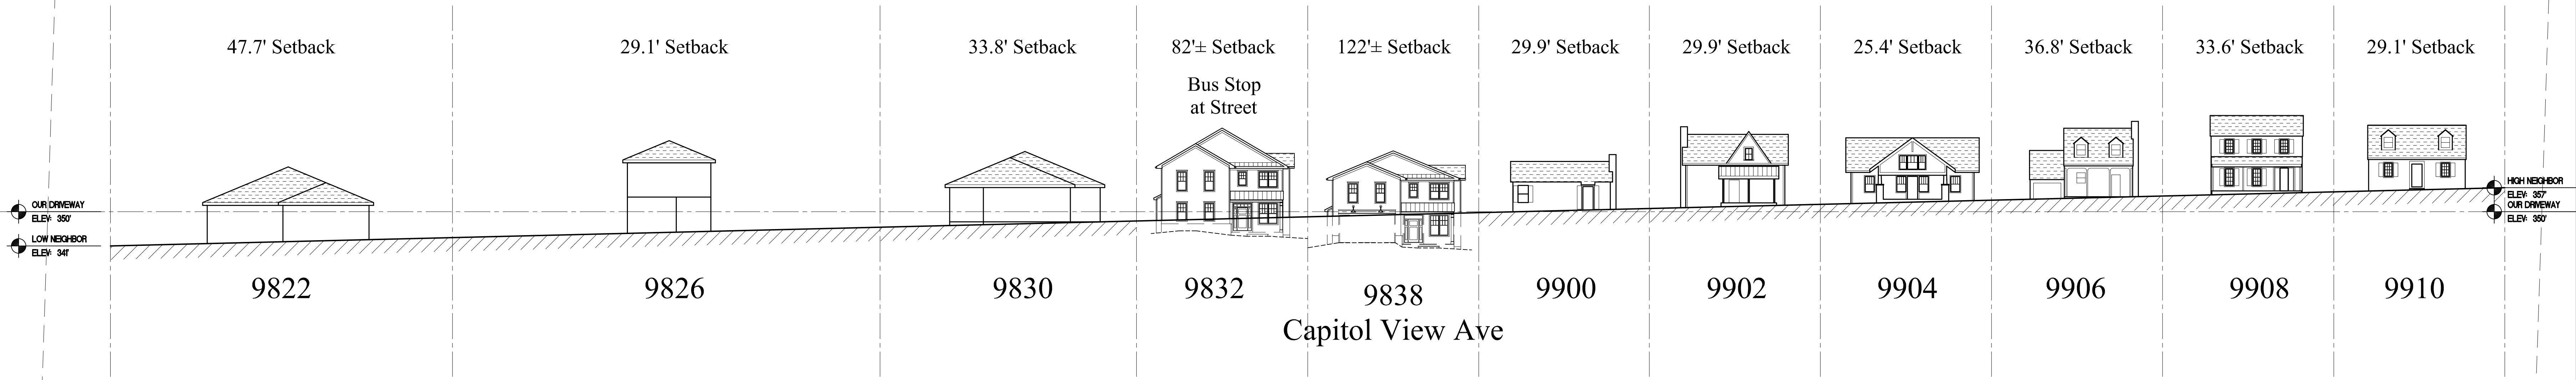 47.7' Setback
29.1' Setback
33.8' Setback
82'± Setback
122'± Setback
29.9' Setback
29.9' Setback
25.4' Setback
36.8' Setback
33.6' Setback
29.1' Setback
Bus Stop
at Street
OUR DRIVEWAY
ELEV: 350'
LOW NEIGHBOR
ELEV: 341'
HIGH NEIGHBOR
ELEV: 357'
OUR DRIVEWAY
ELEV: 350'
9822
9826
9830
9832
9838
9900
9902
9904
9906
9908
9910
Capitol View Ave